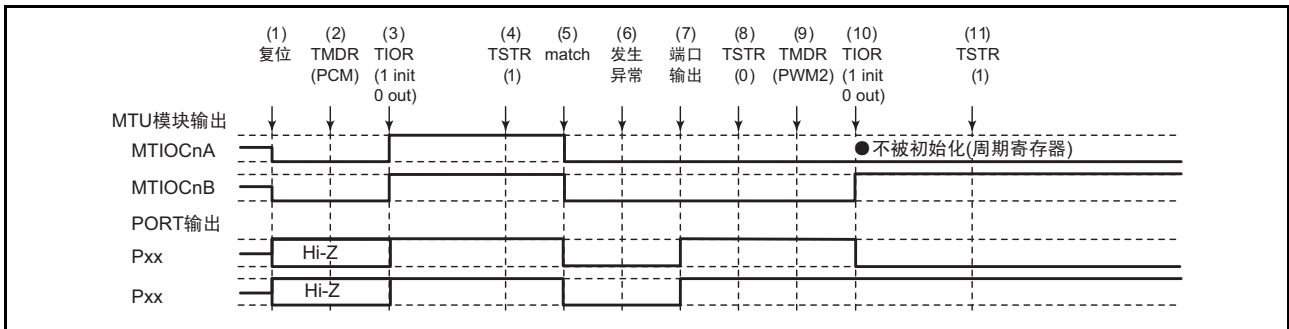 (1) (2) (3) (4) (5) (6) (7) (8) (9) (10) (11)
复位 TMDR TIOR TSTR match 发生 端口 TSTR TMDR TIOR TSTR
(PCM) (1 init (1) 异常 输出 (0) (PWM2) (1 init (1)
0 out) 0 out)
MTU模块输出
MTIOCnA ●不被初始化(周期寄存器)
MTIOCnB
PORT输出
Pxx Hi-Z
Pxx Hi-Z